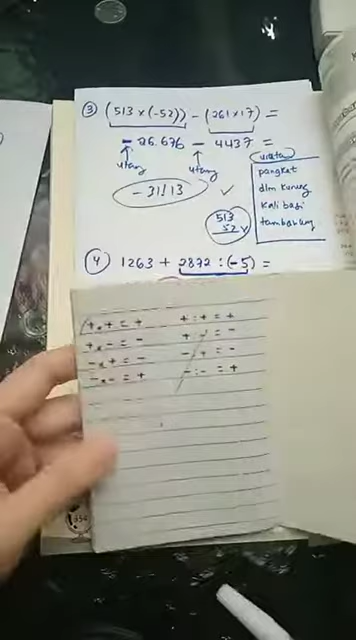 ③ (513 x (-52)) - (261 x 17) =
- 26.676 - 4437 =
utang utang
- 31113 ✓
urutan
pangkat
dlm kurung
Kali bagi
tambah kurang
513
52 x
④ 1263 + 2872 : (-5) =
+ x + = +
+ x - = -
- x + = -
- x - = +
+ : + = +
+ : - = -
- : + = -
- : - = +